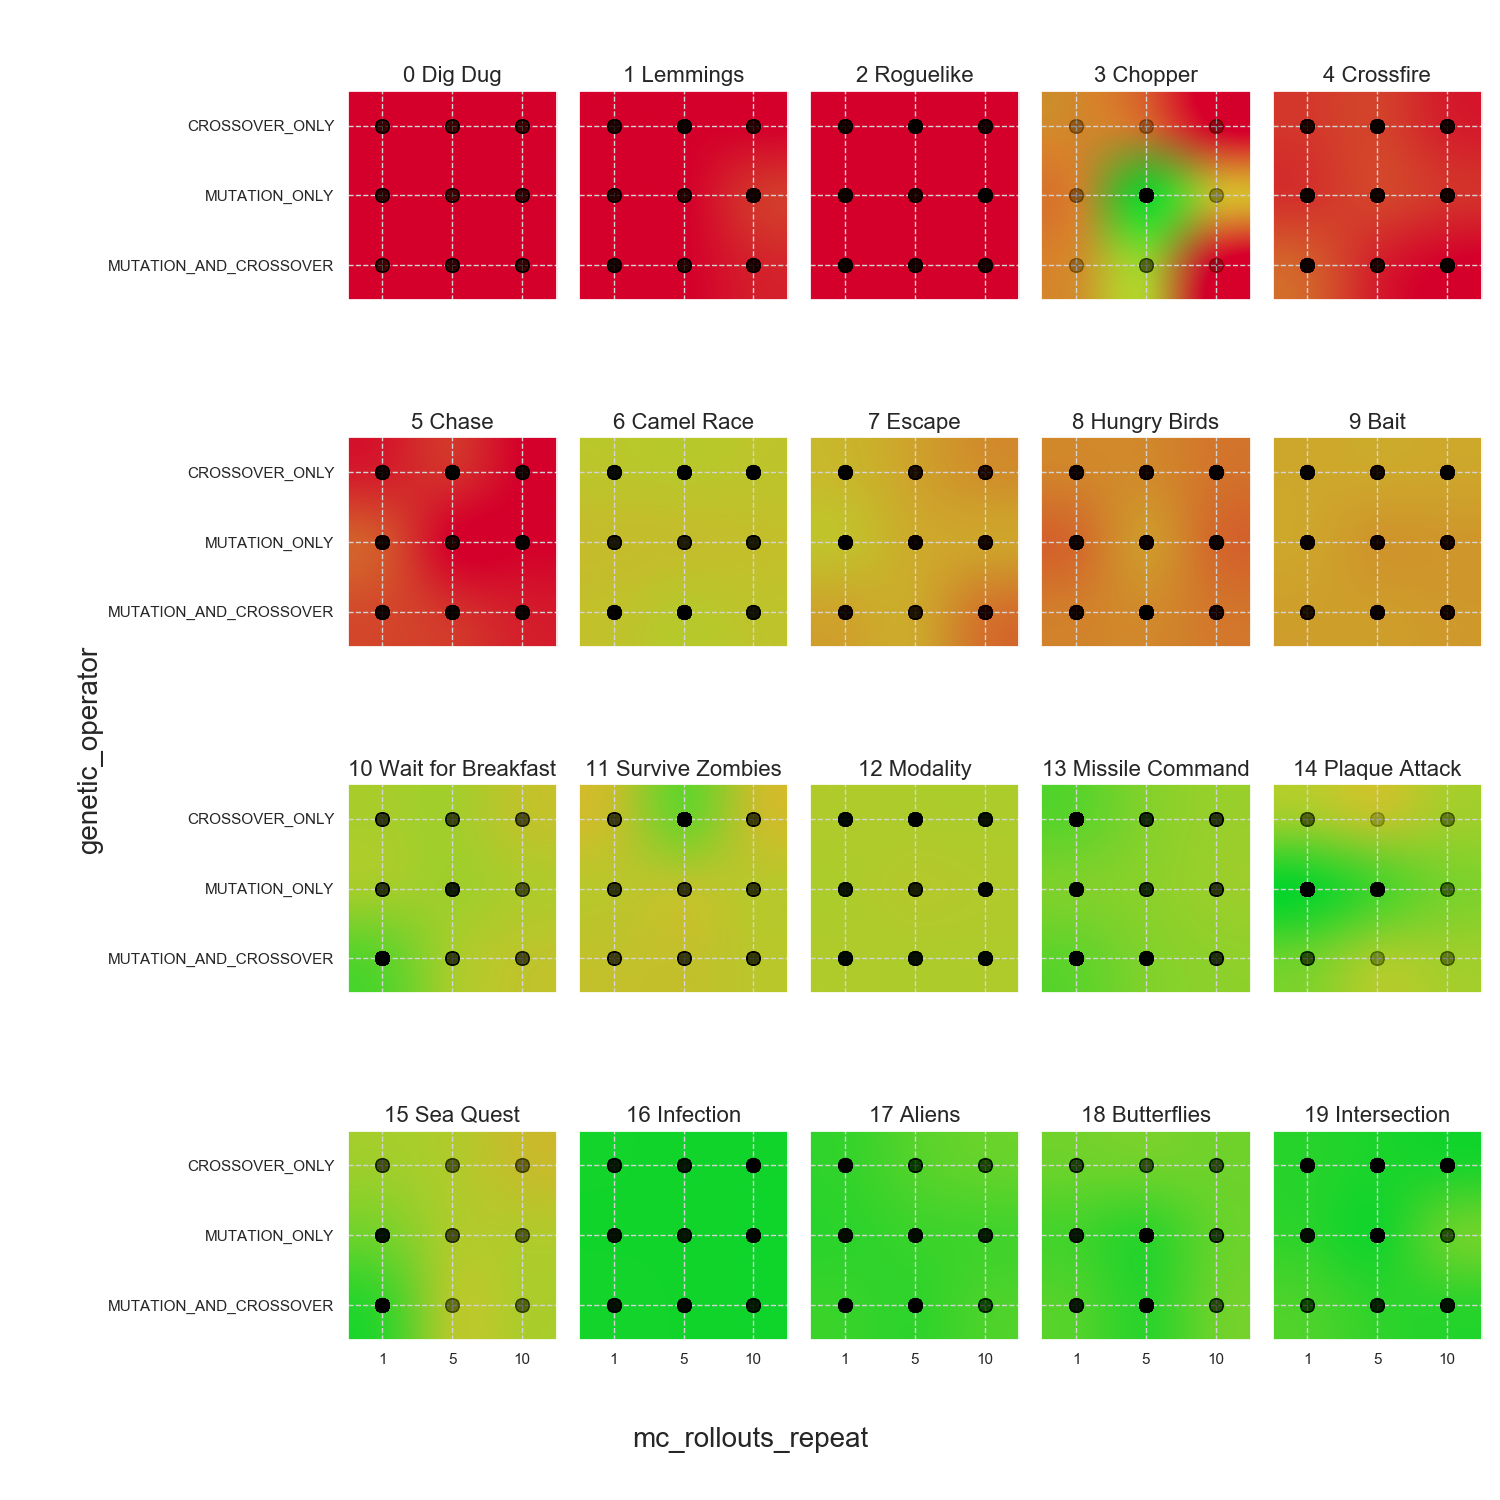 0 Dig Dug
1 Lemmings
2 Roguelike
3 Chopper
4 Crossfire
CROSSOVER_ONLY
MUTATION_ONLY
MUTATION_AND_CROSSOVER
5 Chase
6 Camel Race
7 Escape
8 Hungry Birds
9 Bait
CROSSOVER_ONLY
MUTATION_ONLY
MUTATION_AND_CROSSOVER
genetic_operator
10 Wait for Breakfast
11 Survive Zombies
12 Modality
13 Missile Command
14 Plaque Attack
CROSSOVER_ONLY
MUTATION_ONLY
MUTATION_AND_CROSSOVER
15 Sea Quest
16 Infection
17 Aliens
18 Butterflies
19 Intersection
CROSSOVER_ONLY
MUTATION_ONLY
MUTATION_AND_CROSSOVER
1 5 10
1 5 10
1 5 10
1 5 10
1 5 10
mc_rollouts_repeat